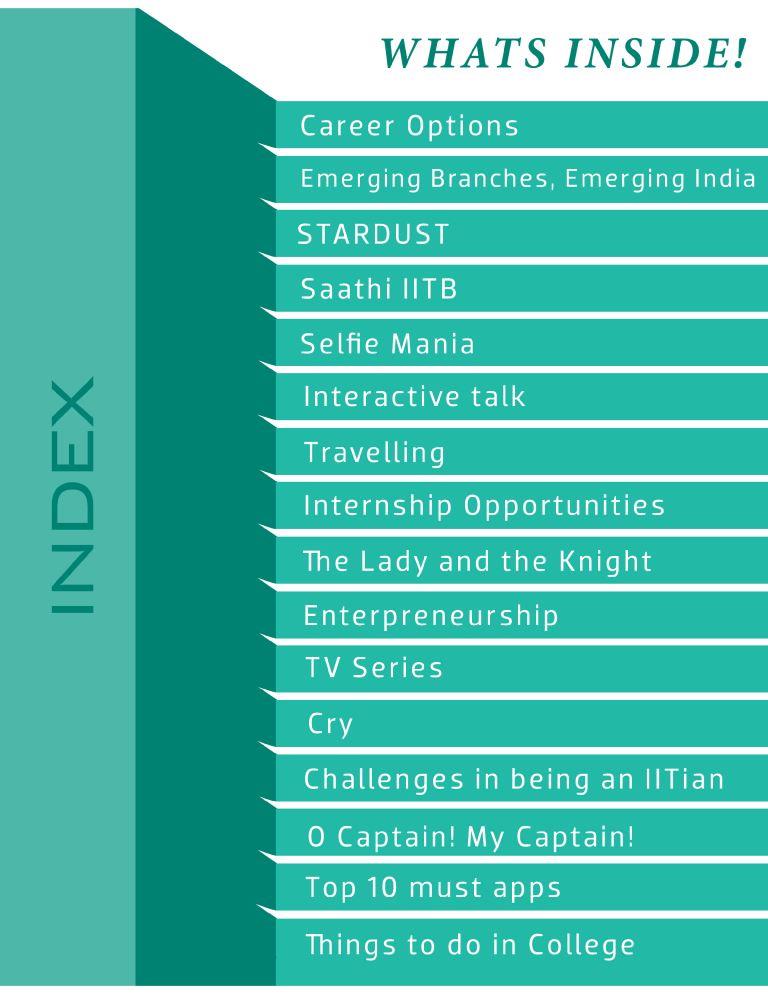 WHATS INSIDE!
INDEX
Career Options
Emerging Branches, Emerging India
STARDUST
Saathi IITB
Selfie Mania
Interactive talk
Travelling
Internship Opportunities
The Lady and the Knight
Enterpreneurship
TV Series
Cry
Challenges in being an IITian
O Captain! My Captain!
Top 10 must apps
Things to do in College